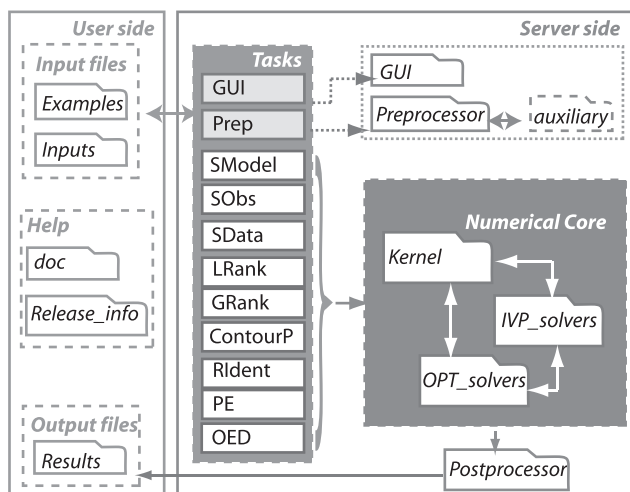 User side
Input files
Examples
Inputs
Help
doc
Release_info
Output files
Results
Server side
Tasks
GUI
Prep
SModel
SObs
SData
LRank
GRank
ContourP
RIdent
PE
OED
GUI
Preprocessor
auxiliary
Numerical Core
Kernel
IVP_solvers
OPT_solvers
Postprocessor